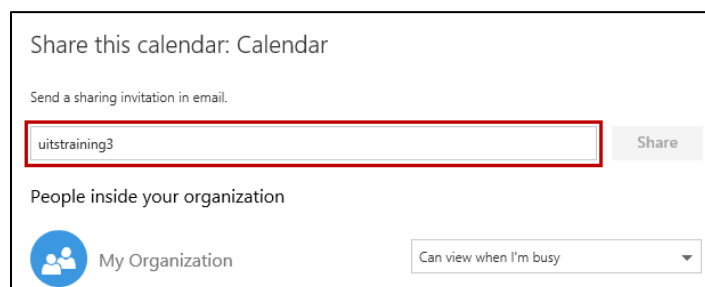 Share this calendar: Calendar
Send a sharing invitation in email.
uitstraining3
Share
People inside your organization
My Organization
Can view when I'm busy